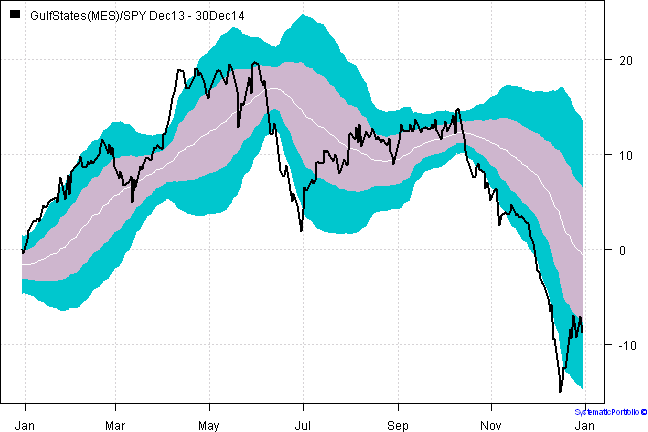 GulfStates(MES)/SPY Dec13 - 30Dec14
20
10
0
-10
SystematicPortfolio ©
Jan Mar May Jul Sep Nov Jan